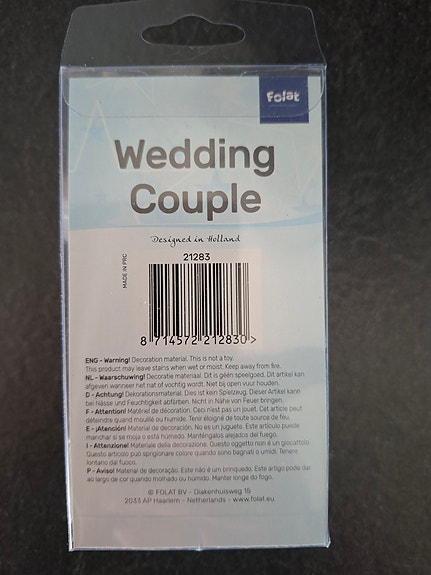 Folat
Wedding
Couple
Designed in Holland
MADE IN PRC
21283
8 714572 212830 >
ENG - Warning! Decoration material. This is not a toy.
This product may leave stains when wet or moist. Keep away from fire.
NL - Waarschuwing! Decoratie materiaal. Dit is géén speelgoed. Dit artikel kan
afgeven wanneer het nat of vochtig wordt. Niet bij open vuur houden.
D - Achtung! Dekorationsmaterial. Dies ist kein Spielzeug. Dieser Artikel kann
bei Nässe und Feuchtigkeit abfärben. Nicht in Nähe von Feuer bringen.
F - Attention! Matériel de décoration. Ceci n'est pas un jouet. Cet article peut
déteindre quand mouillé ou humide. Tenir éloigné de toute source de féu.
E - ¡Atención! Material de decoración. No es un juguete. Este artículo puede
manchar si se moja o está húmedo. Manténgalos alejados del fuego.
I - Attenzione! Materiale della decorazione. Questo oggetto non è un giocattolo.
Questo articolo può sprigionare colore quando sono bagnati o umidi. Tenere
lontano dal fuoco.
P - Aviso! Material de decoração. Este não é um brinquedo. Este artigo pode dar
ao largo de cor quando molhado ou húmido. Manter longe do fogo.
© FOLAT BV - Diakenhuisweg 15
2033 AP Haarlem - Netherlands - www.folat.eu